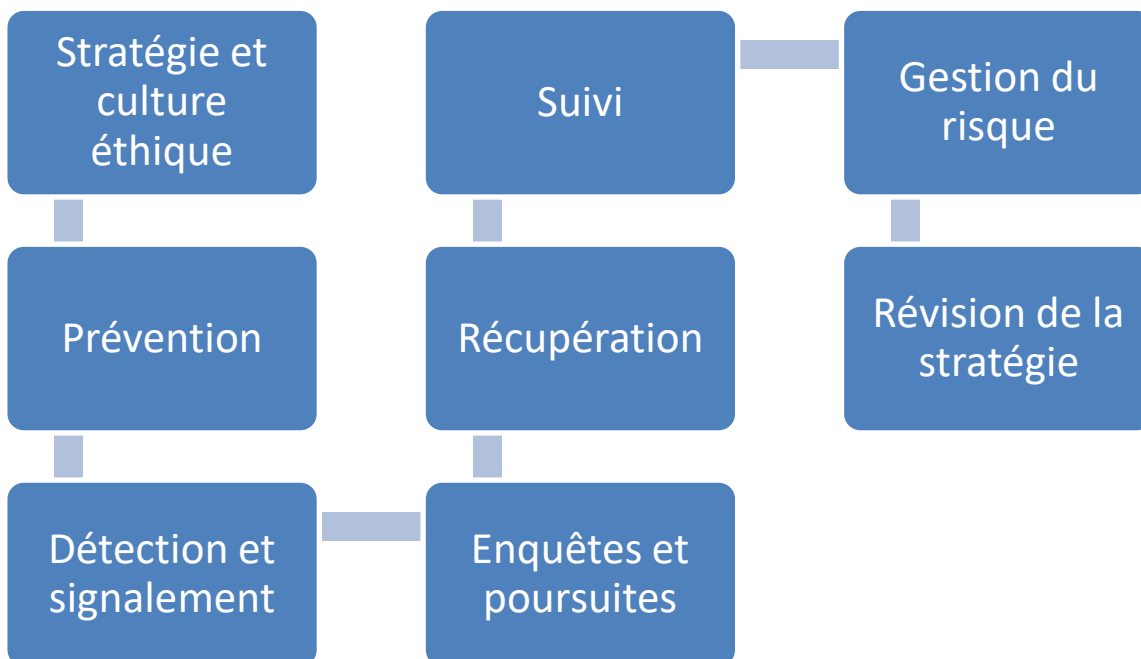 Stratégie et
culture
éthique
Prévention
Détection et
signalement
Enquêtes et
poursuites
Récupération
Suivi
Gestion du
risque
Révision de la
stratégie